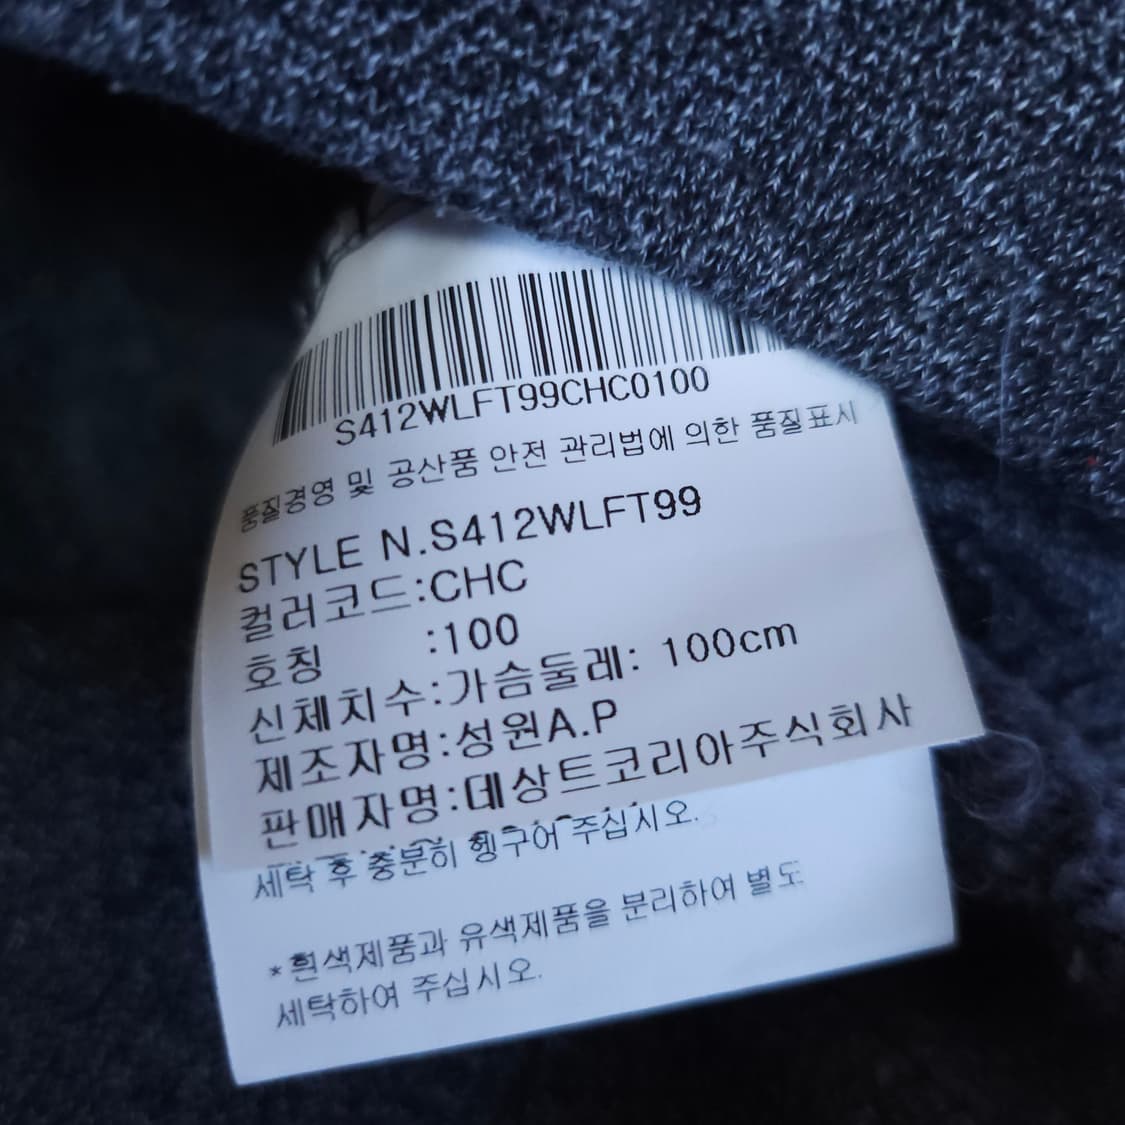 S412WLFT99CHC0100
품질경영 및 공산품 안전 관리법에 의한 품질표시
STYLE N.S412WLFT99
컬러코드:CHC
호칭 :100
신체치수:가슴둘레: 100cm
제조자명:성원A.P
판매자명:데상트코리아주식회사
세탁 후 충분히 헹구어 주십시오.
*흰색제품과 유색제품을 분리하여 별도
세탁하여 주십시오.